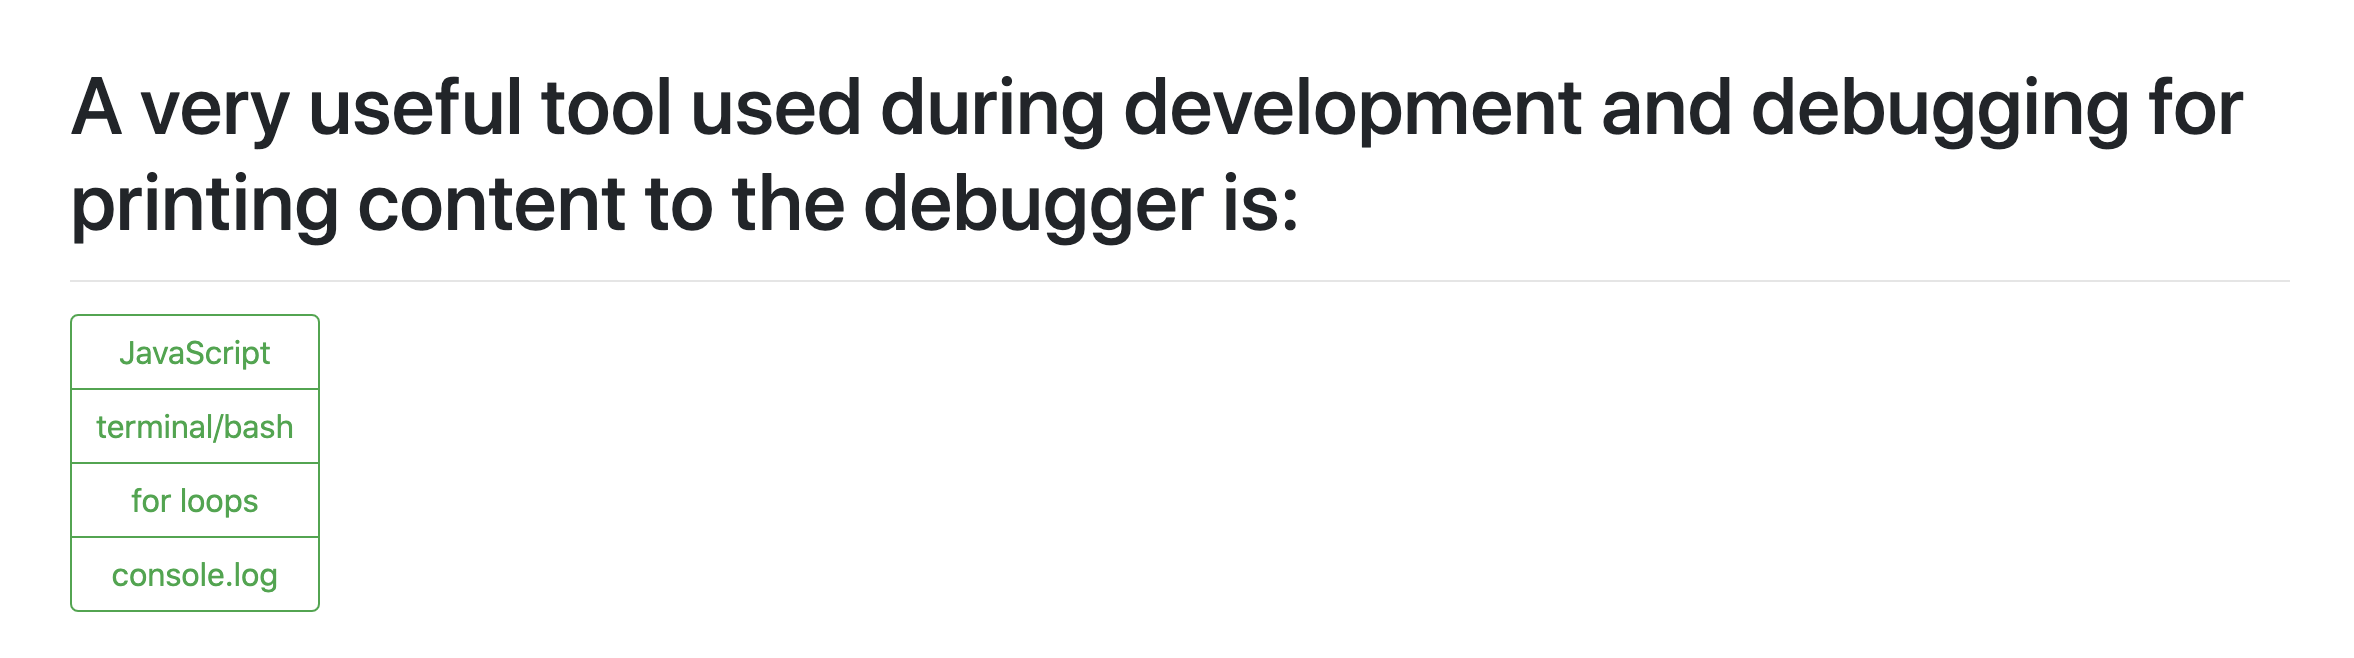 A very useful tool used during development and debugging for
printing content to the debugger is:
JavaScript
terminal/bash
for loops
console.log